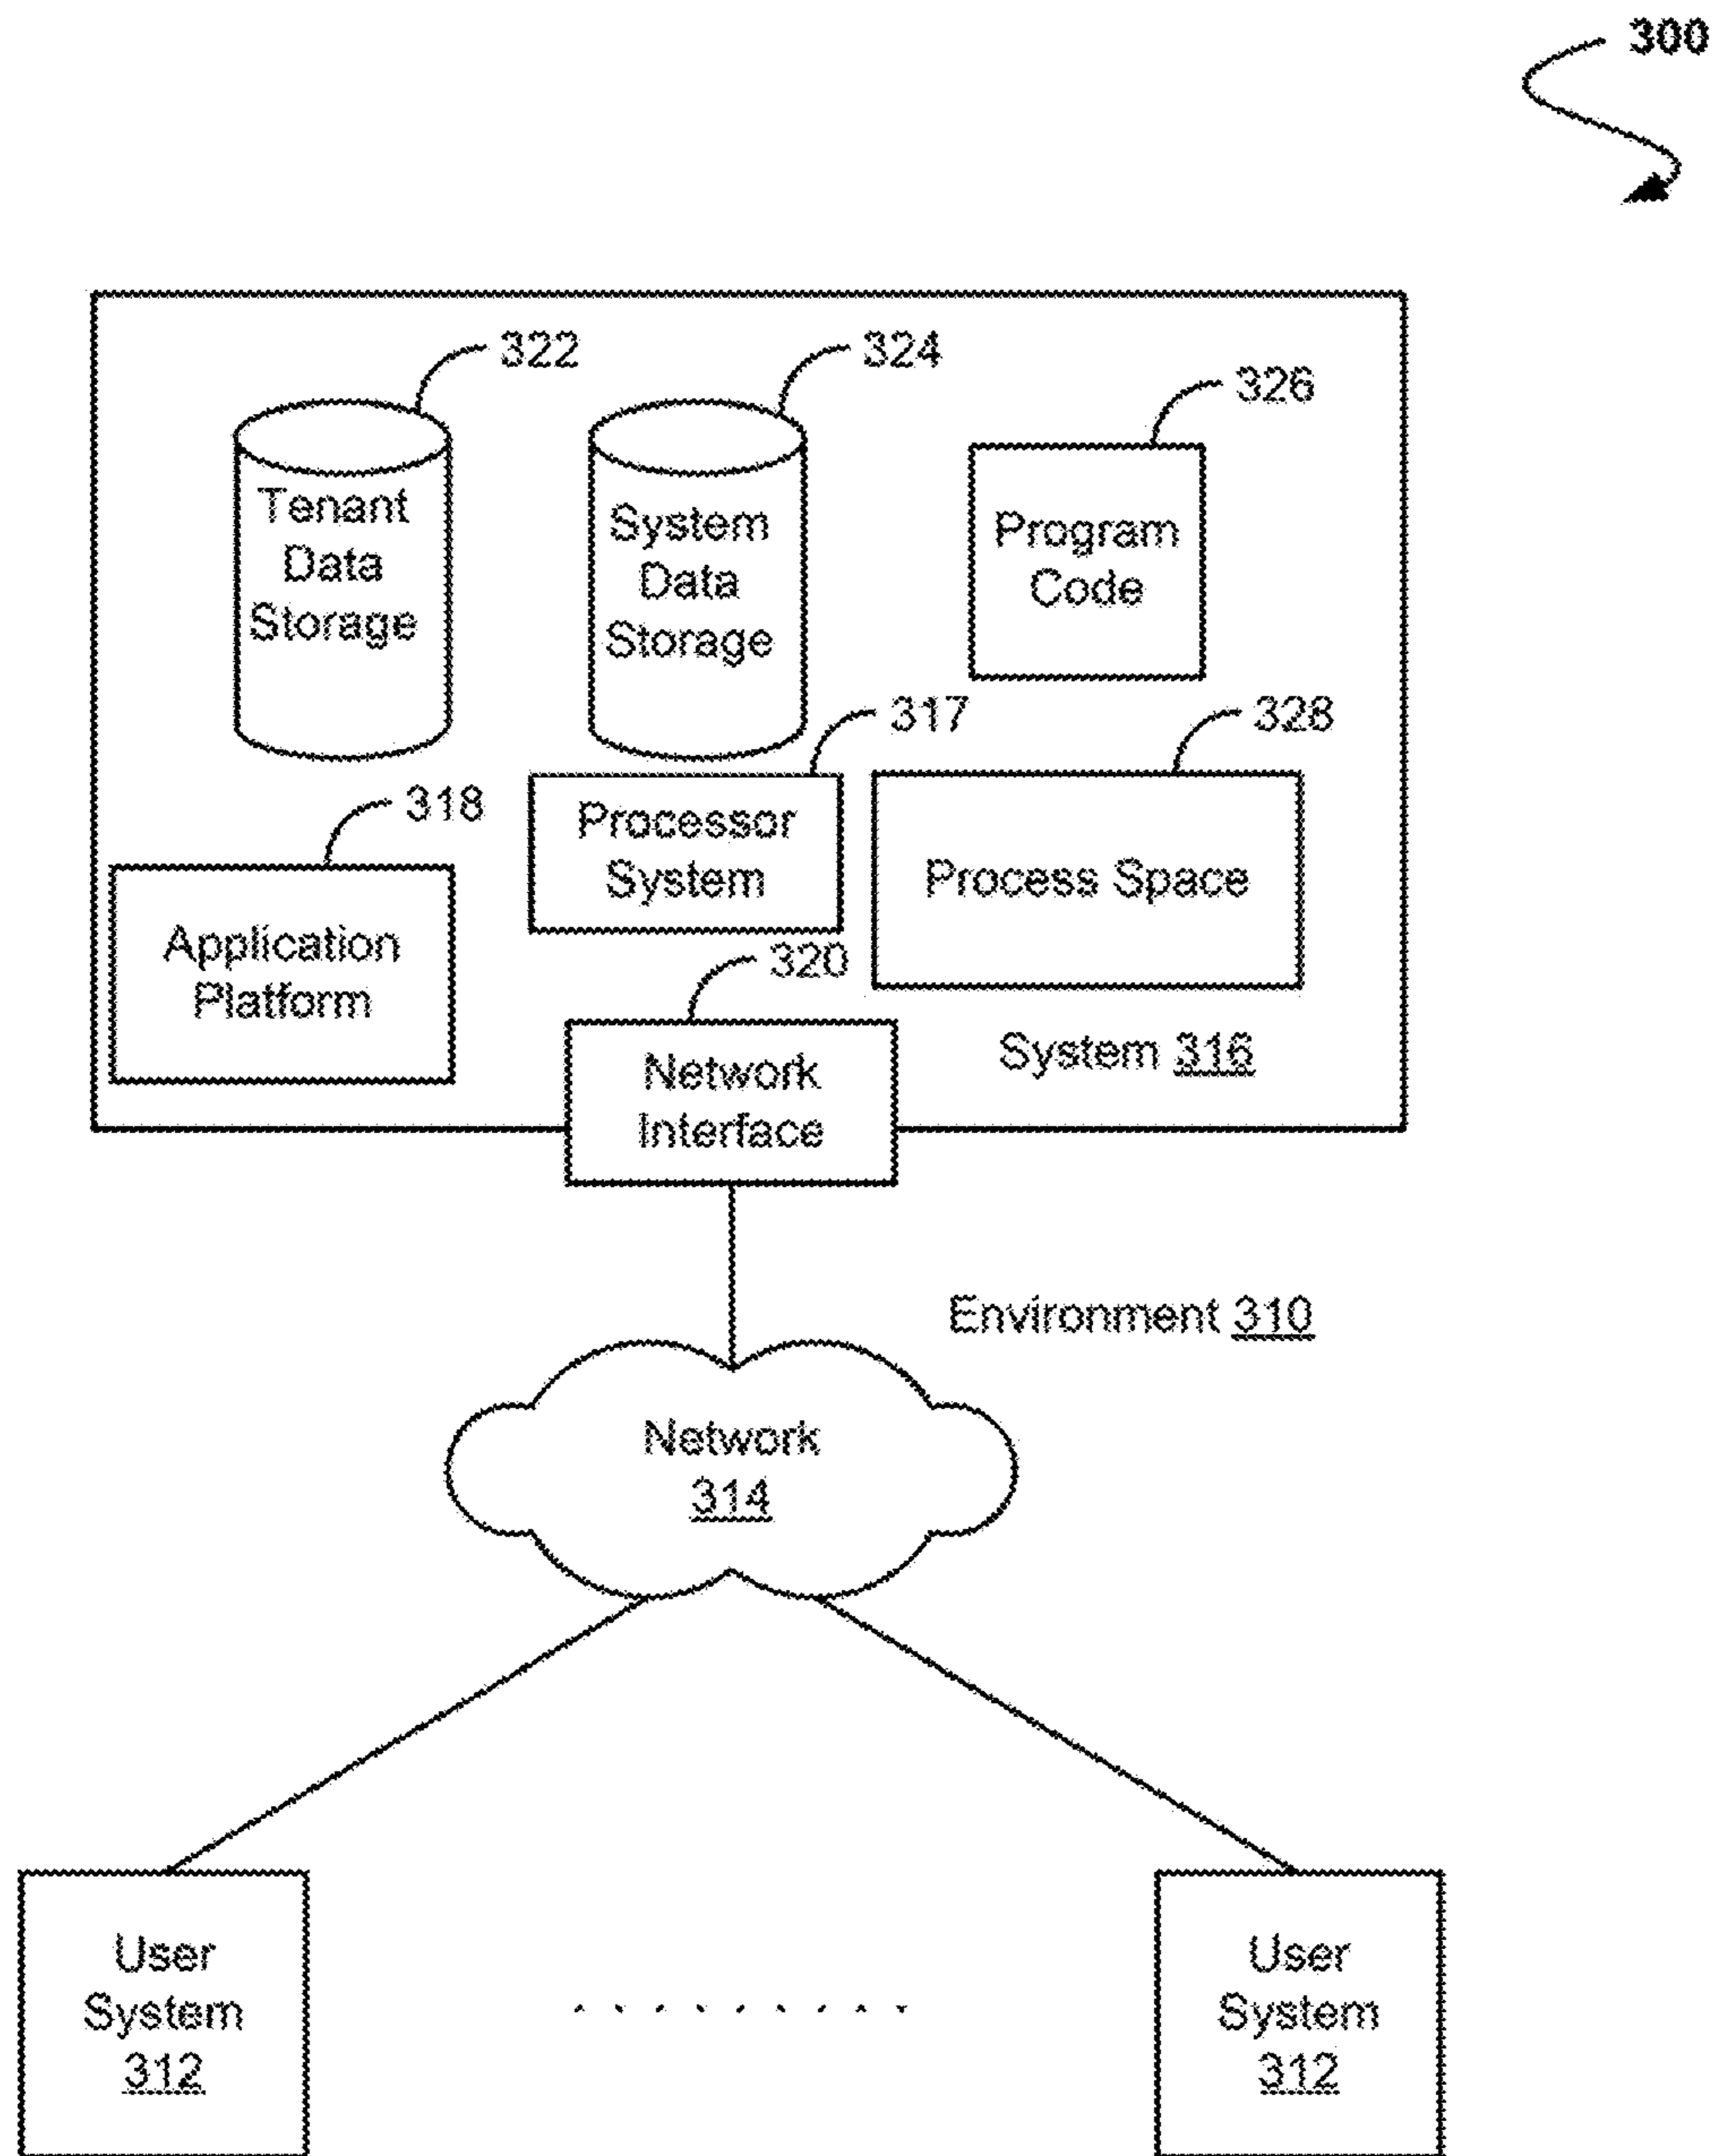 300
322
324
326
Tenant
Data
Storage
System
Data
Storage
Program
Code
317
328
318
Processor
System
Process Space
Application
Platform
320
Network
Interface
System 316
Environment 310
Network
314
User
System
312
User
System
312